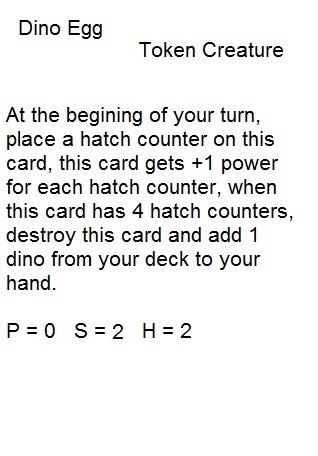 Dino Egg
Token Creature
At the begining of your turn,
place a hatch counter on this
card, this card gets +1 power
for each hatch counter, when
this card has 4 hatch counters,
destroy this card and add 1
dino from your deck to your
hand.
P = 0 S = 2 H = 2